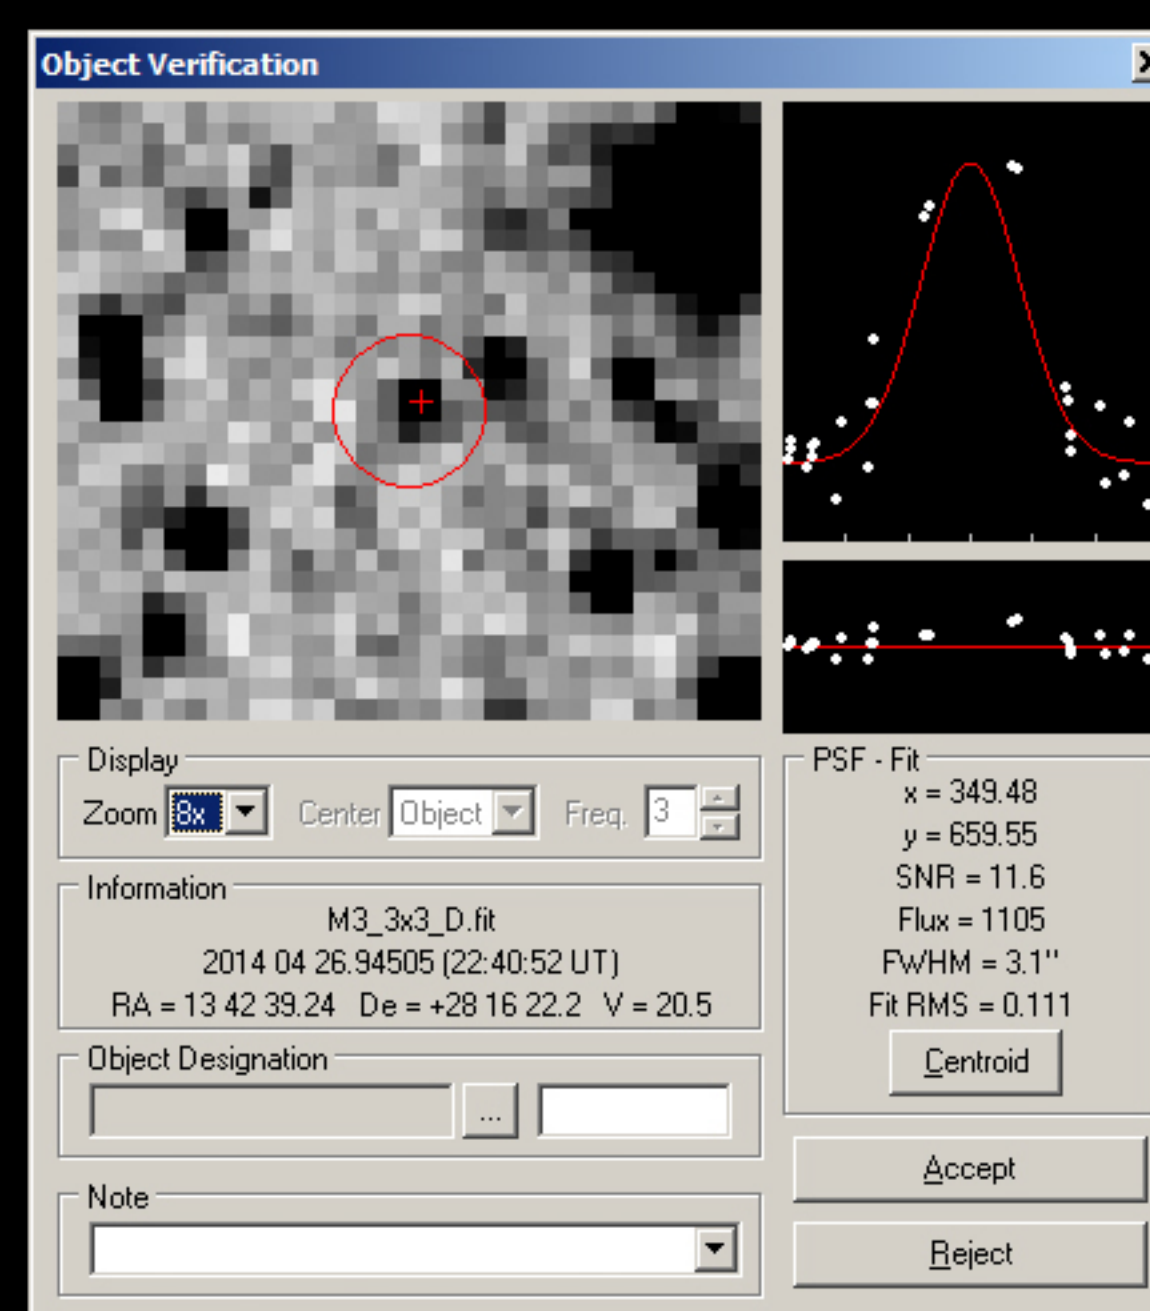 Object Verification
Display
Zoom 8x Center Object Freq. 3
Information
M3_3x3_D.fit
2014 04 26.94505 (22:40:52 UT)
RA = 13 42 39.24 De = +28 16 22.2 V = 20.5
Object Designation
...
Note
PSF - Fit
x = 349.48
y = 659.55
SNR = 11.6
Flux = 1105
FWHM = 3.1''
Fit RMS = 0.111
Centroid
Accept
Reject